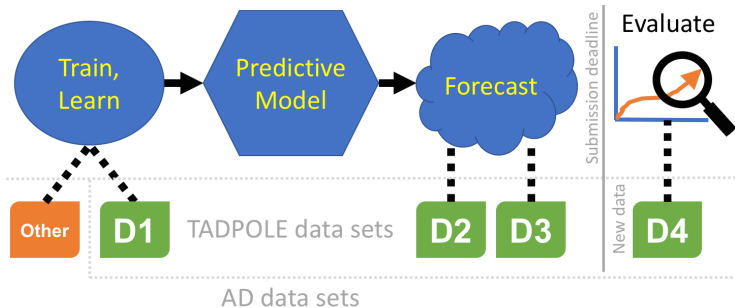 Train,
Learn
Predictive
Model
Forecast
Submission deadline
Evaluate
Other
D1
TADPOLE data sets
D2
D3
New data
D4
AD data sets